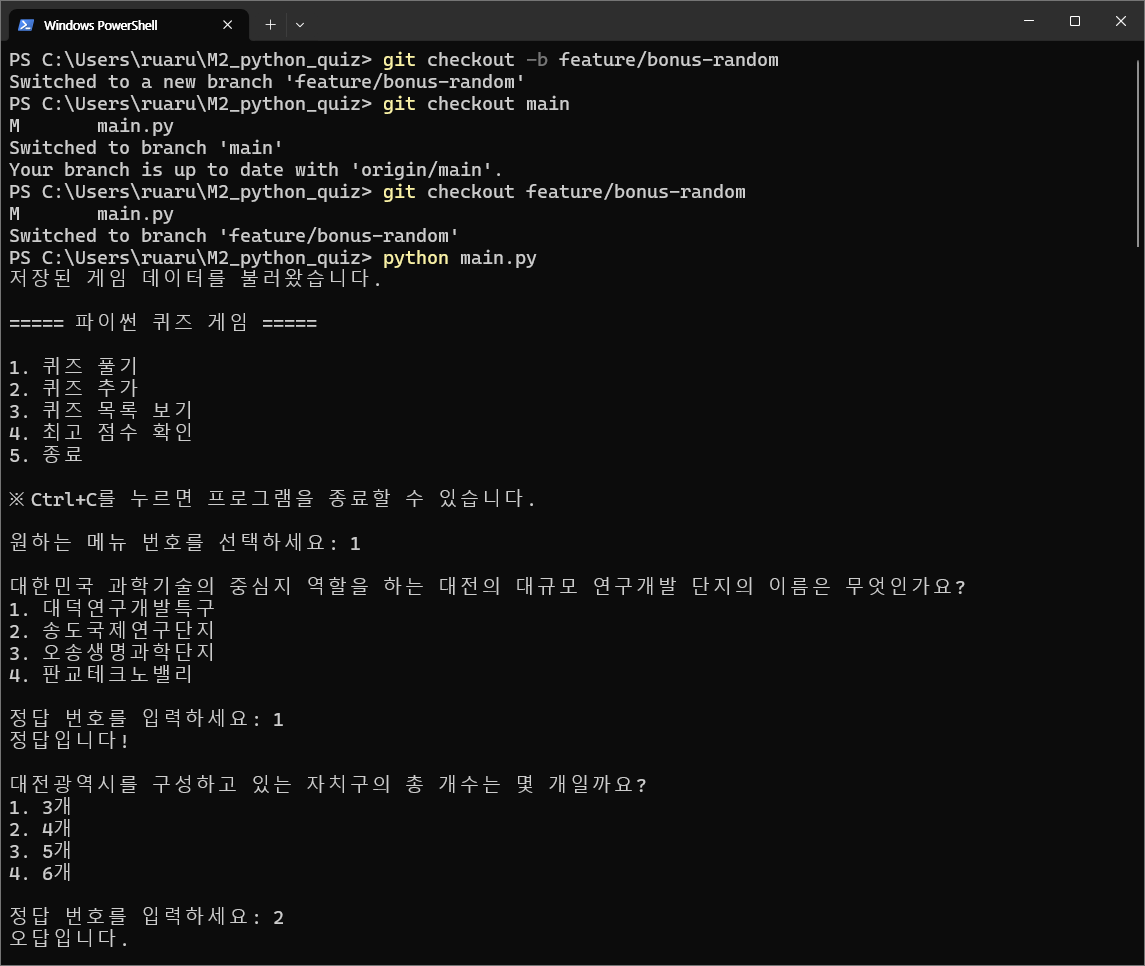 Windows PowerShell
PS C:\Users\ruaru\M2_python_quiz> git checkout -b feature/bonus-random
Switched to a new branch 'feature/bonus-random'
PS C:\Users\ruaru\M2_python_quiz> git checkout main
M       main.py
Switched to branch 'main'
Your branch is up to date with 'origin/main'.
PS C:\Users\ruaru\M2_python_quiz> git checkout feature/bonus-random
M       main.py
Switched to branch 'feature/bonus-random'
PS C:\Users\ruaru\M2_python_quiz> python main.py
저장된 게임 데이터를 불러왔습니다.
===== 파이썬 퀴즈 게임 =====
1. 퀴즈 풀기
2. 퀴즈 추가
3. 퀴즈 목록 보기
4. 최고 점수 확인
5. 종료
※ Ctrl+C를 누르면 프로그램을 종료할 수 있습니다.
원하는 메뉴 번호를 선택하세요: 1
대한민국 과학기술의 중심지 역할을 하는 대전의 대규모 연구개발 단지의 이름은 무엇인가요?
1. 대덕연구개발특구
2. 송도국제연구단지
3. 오송생명과학단지
4. 판교테크노밸리
정답 번호를 입력하세요: 1
정답입니다!
대전광역시를 구성하고 있는 자치구의 총 개수는 몇 개일까요?
1. 3개
2. 4개
3. 5개
4. 6개
정답 번호를 입력하세요: 2
오답입니다.